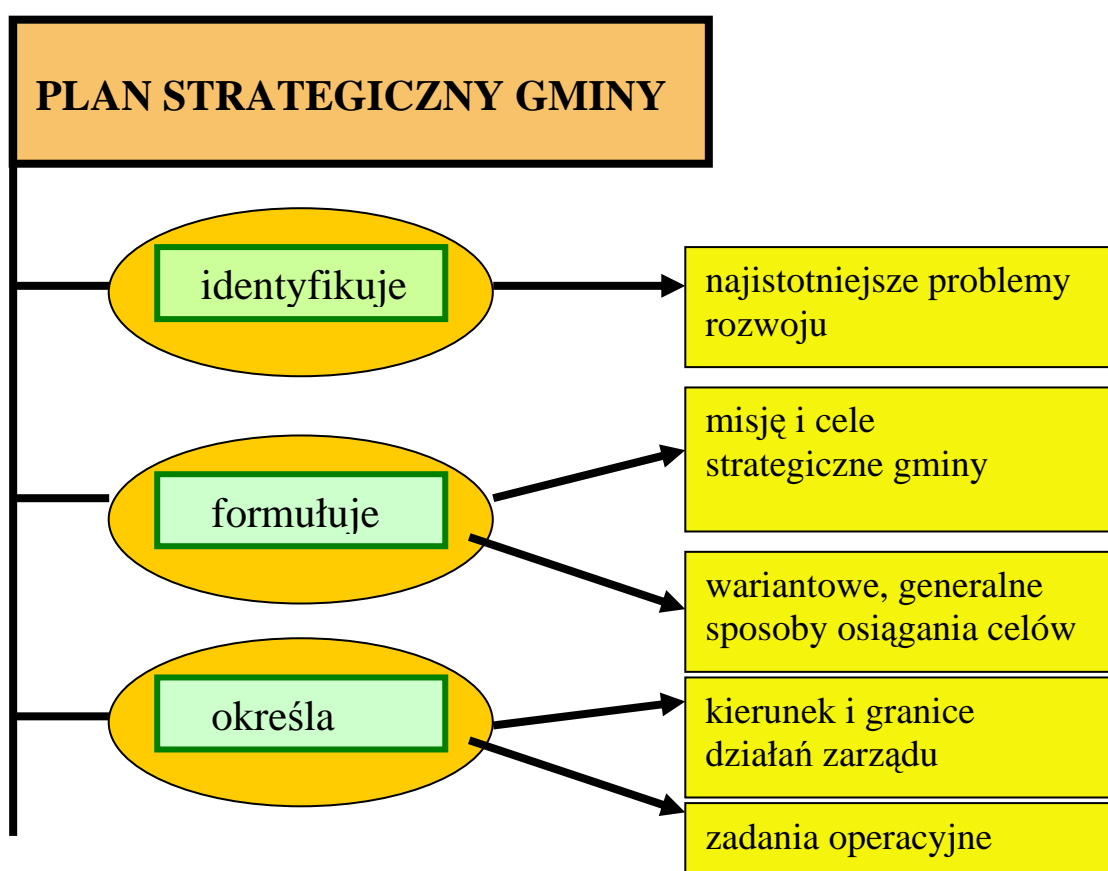 PLAN STRATEGICZNY GMINY
identyfikuje
najistotniejsze problemy
rozwoju
formułuje
misję i cele
strategiczne gminy
wariantowe, generalne
sposoby osiągania celów
określa
kierunek i granice
działań zarządu
zadania operacyjne